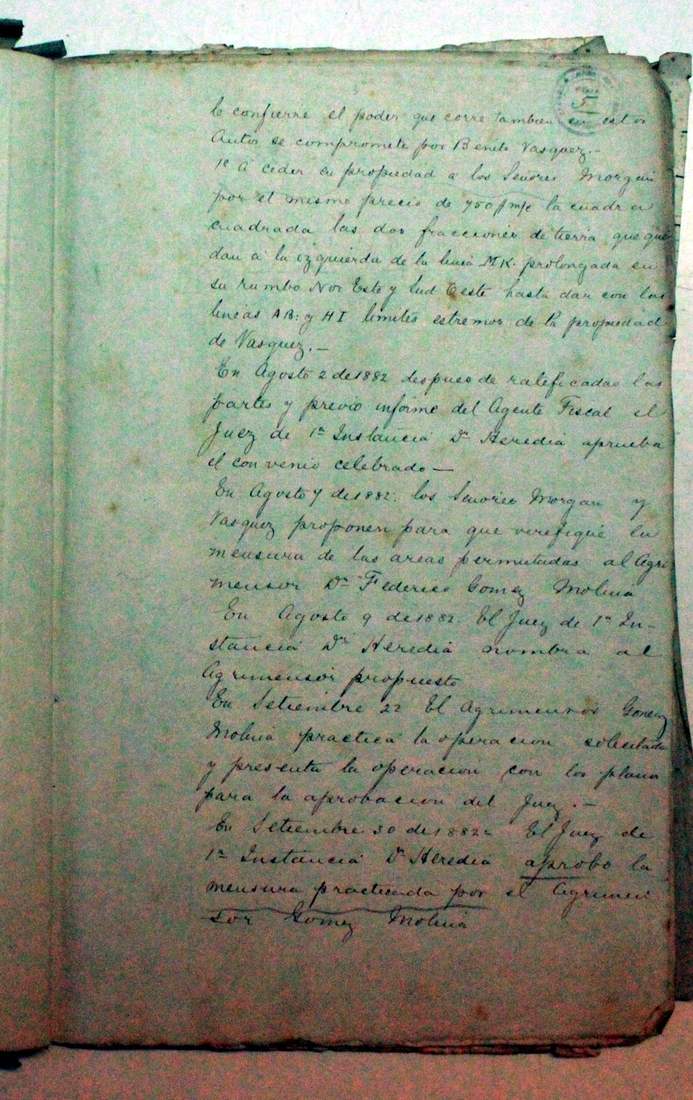 le confierre el poder que corre tambien en estos
Autos se compromete por Benito Vasquez.-
1º A ceder en propiedad a los Señores Morgan
por el mismo precio de 750 p m/c la cuadra
cuadrada las dos fracciones de tierra que que
dan á la izquierda de la linea M.K. prolongada en
su rumbo Nor Este y Sud Oeste hasta dar con las
lineas AB: y HI limites estremos de la propiedad
de Vasquez.-
En Agosto 2 de 1882 despues de ratificadas las
partes y previo informe del Agente Fiscal el
Juez de 1ª Instancia Dr Heredia aprueba
el convenio celebrado-
En Agosto 7 de 1882. los Señores Morgan y
Vasquez proponen para que verifique la
mensura de las areas permutadas al Agri
mensor Dn Federico Gomez Molina
En Agosto 9 de 1882. El Juez de 1ª In-
stancia Dr Heredia nombra al
Agrimensor propuesto
En Setiembre 22 El Agrimensor Gomez
Molina practica la operacion solicitada
y presenta la operacion con los planos
para la aprobacion del Juez.-
En Setiembre 30 de 1882- El Juez de
1ª Instancia Dr Heredia aprobo la
mensura practicada por el Agrimen
sor Gomez Molina